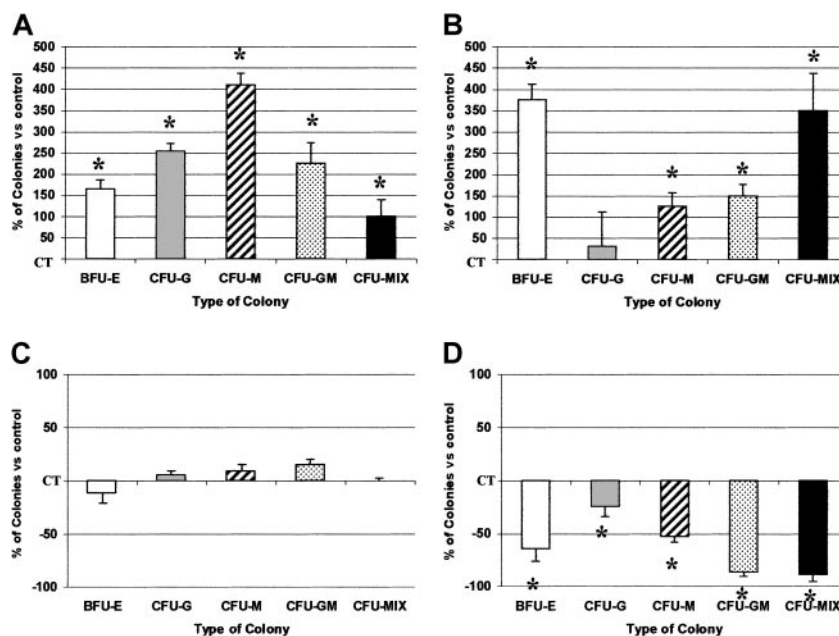 A
% of Colonies vs control
500
450
400
350
300
250
200
150
100
50
CT
*
*
*
*
*
BFU-E CFU-G CFU-M CFU-GM CFU-MIX
Type of Colony
B
% of Colonies vs control
500
450
400
350
300
250
200
150
100
50
CT
*
*
*
*
BFU-E CFU-G CFU-M CFU-GM CFU-MIX
Type of Colony
C
% of Colonies vs control
100
50
CT
-50
-100
BFU-E CFU-G CFU-M CFU-GM CFU-MIX
Type of Colony
D
% of Colonies vs control
100
50
CT
-50
-100
*
*
*
*
*
BFU-E CFU-G CFU-M CFU-GM CFU-MIX
Type of Colony